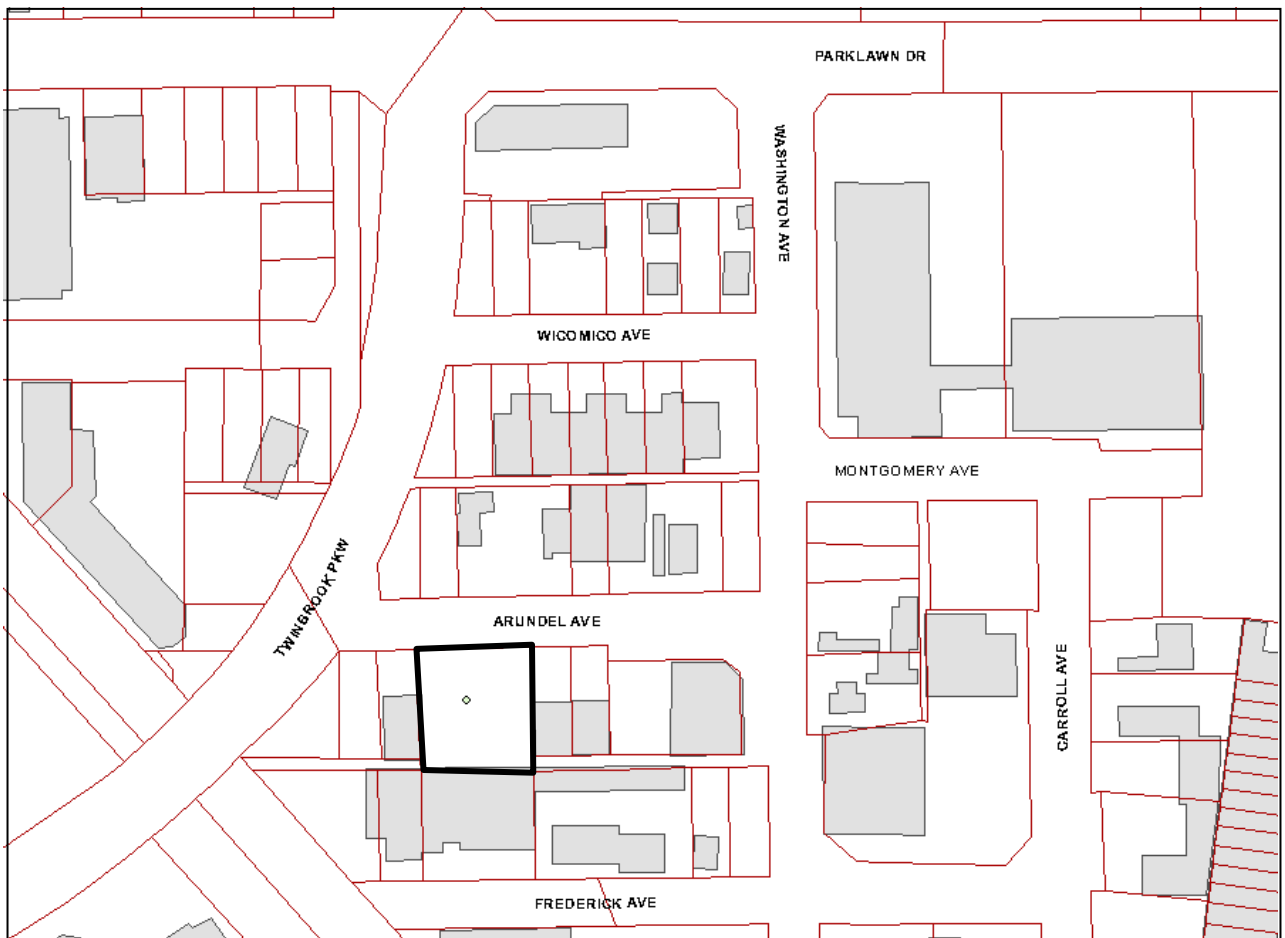 PARKLAWN DR
WASHINGTON AVE
WICOMICO AVE
MONTGOMERY AVE
TWINBROOK PKW
ARUNDEL AVE
CARROLL AVE
FREDERICK AVE